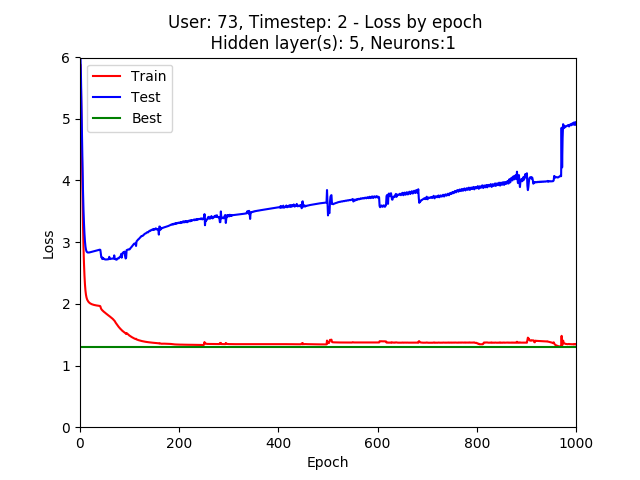 User: 73, Timestep: 2 - Loss by epoch
Hidden layer(s): 5, Neurons:1
Train
Test
Best
Loss
6
5
4
3
2
1
0
0 200 400 600 800 1000
Epoch